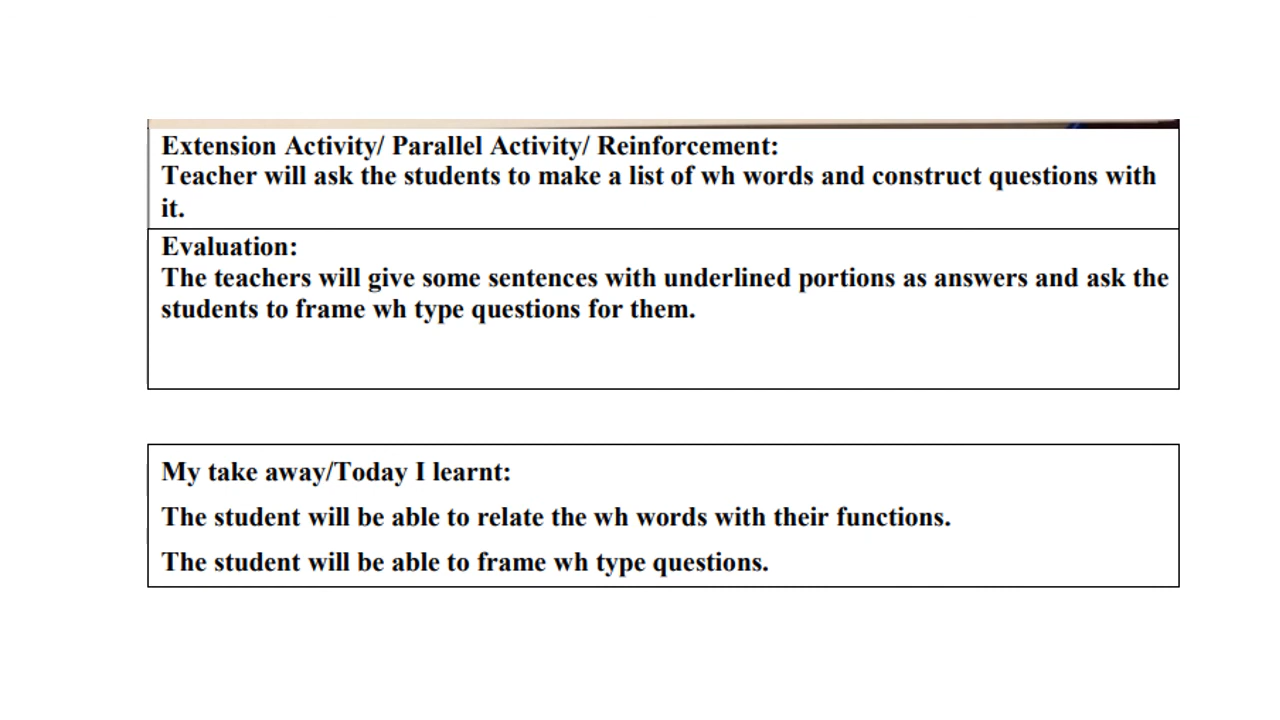 Extension Activity/ Parallel Activity/ Reinforcement:
Teacher will ask the students to make a list of wh words and construct questions with
it.
Evaluation:
The teachers will give some sentences with underlined portions as answers and ask the
students to frame wh type questions for them.
My take away/Today I learnt:
The student will be able to relate the wh words with their functions.
The student will be able to frame wh type questions.